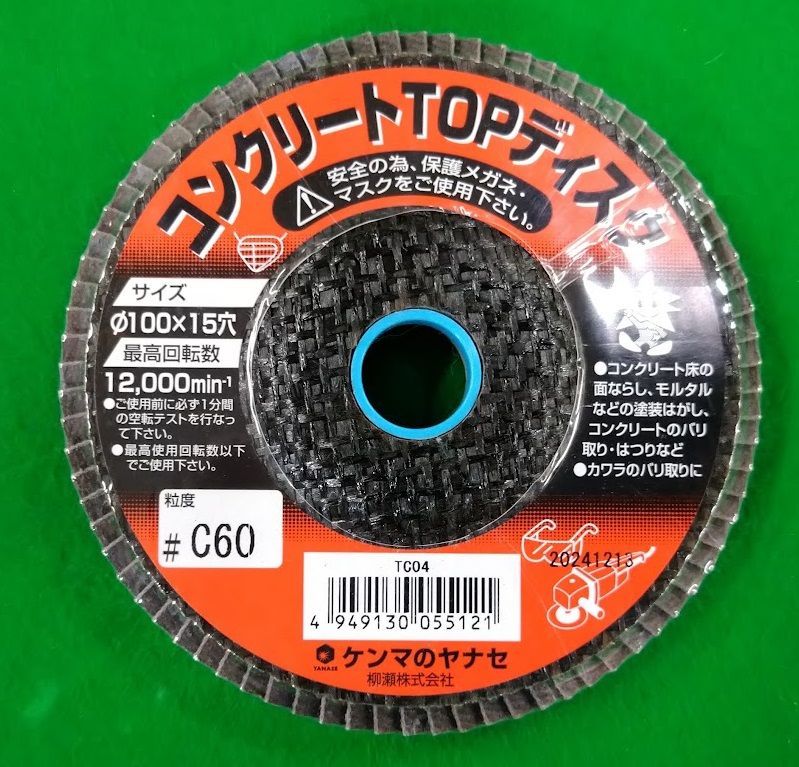 コンクリートTOPディスク
安全の為、保護メガネ・
マスクをご使用下さい。
サイズ
φ100×15穴
最高回転数
12,000min-1
●ご使用前に必ず1分間
の空転テストを行なっ
て下さい。
●最高使用回転数以下
でご使用下さい。
●コンクリート床の
面ならし、モルタル
などの塗装はがし、
コンクリートのバリ
取り・はつりなど
●カワラのバリ取りに
粒度
#C60
20241213
TC04
4 949130 055121
YANASE
ケンマのヤナセ
柳瀬株式会社